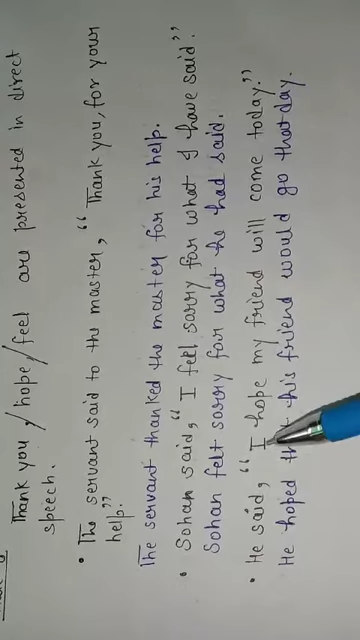 Thank you / hope / feel are presented in direct
speech.
• The servant said to the master, "Thank you, for your
help."
The servant thanked the master for his help.
• Sohan said, "I feel sorry for what I have said".
Sohan felt sorry for what he had said.
• He said, "I hope my friend will come today."
He hoped his friend would go that day.